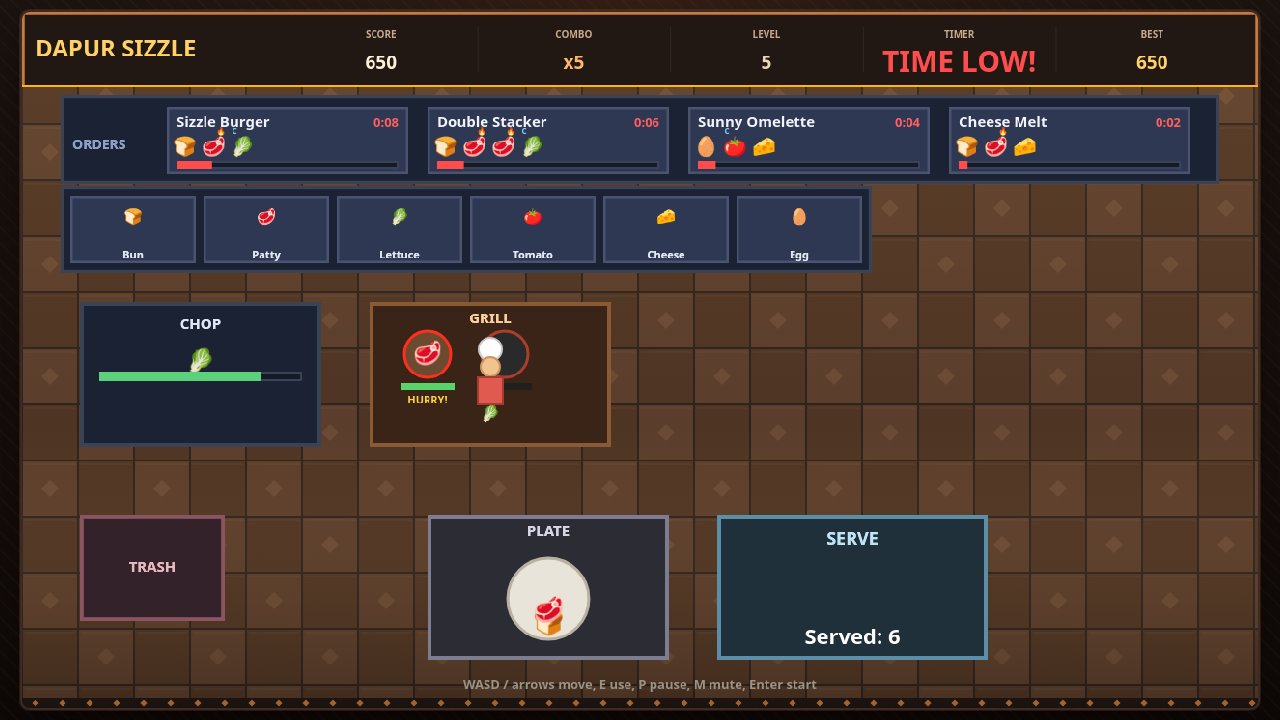 DAPUR SIZZLE
SCORE
650
COMBO
x5
LEVEL
5
TIMER
TIME LOW!
BEST
650
ORDERS
Sizzle Burger 0:08
C
Double Stacker 0:06
C
Sunny Omelette 0:04
C
Cheese Melt 0:02
Bun
Patty
Lettuce
Tomato
Cheese
Egg
CHOP
GRILL
HURRY!
TRASH
PLATE
SERVE
Served: 6
WASD / arrows move, E use, P pause, M mute, Enter start